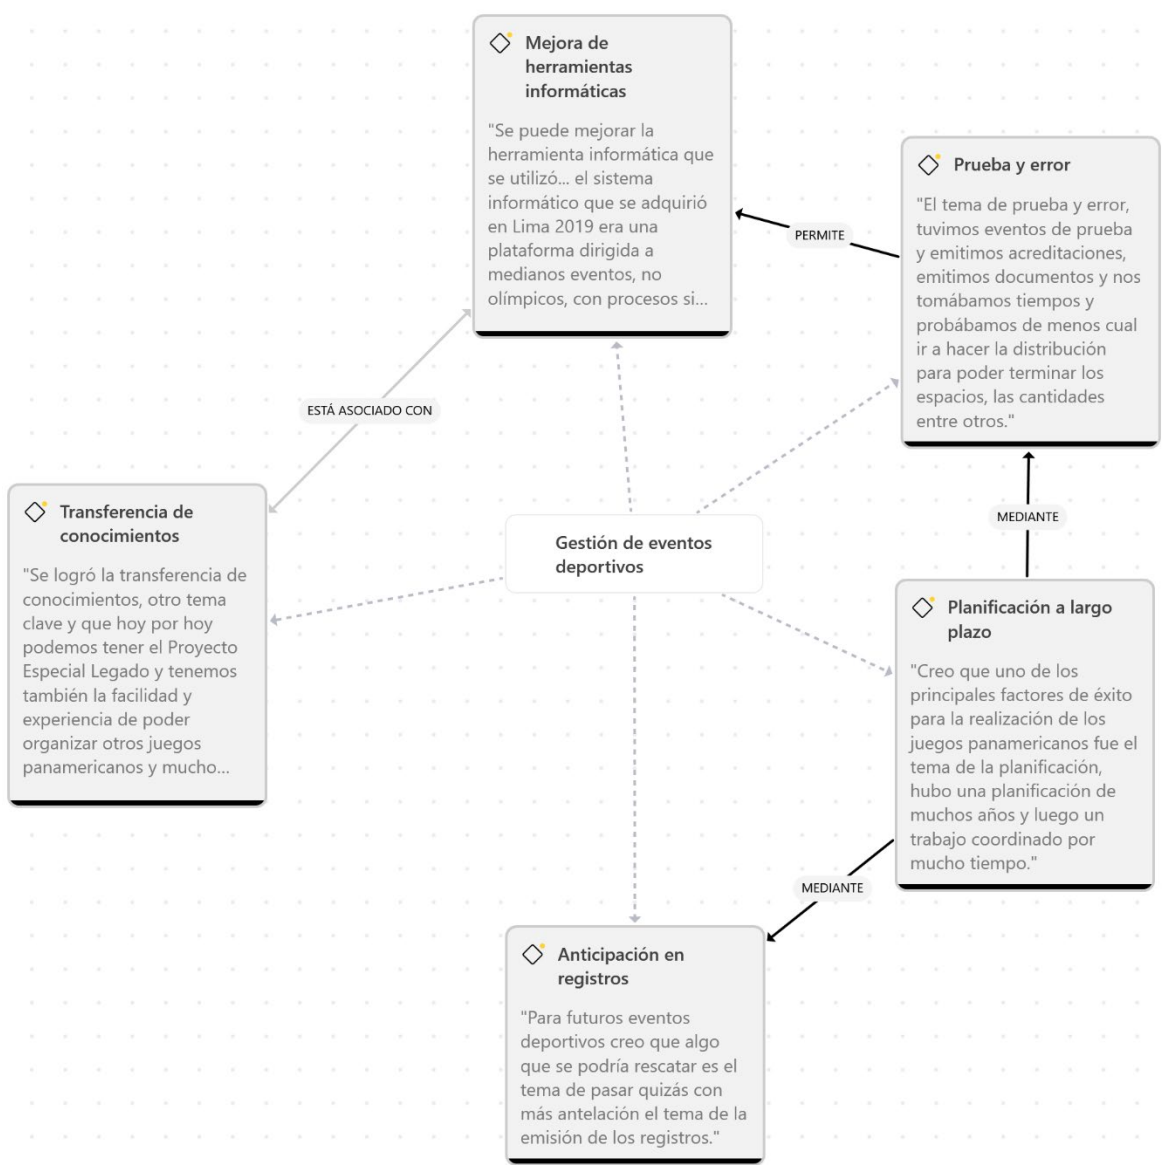 Mejora de
herramientas
informáticas
"Se puede mejorar la
herramienta informática que
se utilizó... el sistema
informático que se adquirió
en Lima 2019 era una
plataforma dirigida a
medianos eventos, no
olímpicos, con procesos si...
Prueba y error
"El tema de prueba y error,
tuvimos eventos de prueba
y emitimos acreditaciones,
emitimos documentos y nos
tomábamos tiempos y
probábamos de menos cual
ir a hacer la distribución
para poder terminar los
espacios, las cantidades
entre otros."
PERMITE
ESTÁ ASOCIADO CON
MEDIANTE
Transferencia de
conocimientos
"Se logró la transferencia de
conocimientos, otro tema
clave y que hoy por hoy
podemos tener el Proyecto
Especial Legado y tenemos
también la facilidad y
experiencia de poder
organizar otros juegos
panamericanos y mucho...
Gestión de eventos
deportivos
Planificación a largo
plazo
"Creo que uno de los
principales factores de éxito
para la realización de los
juegos panamericanos fue el
tema de la planificación,
hubo una planificación de
muchos años y luego un
trabajo coordinado por
mucho tiempo."
MEDIANTE
Anticipación en
registros
"Para futuros eventos
deportivos creo que algo
que se podría rescatar es el
tema de pasar quizás con
más antelación el tema de la
emisión de los registros."